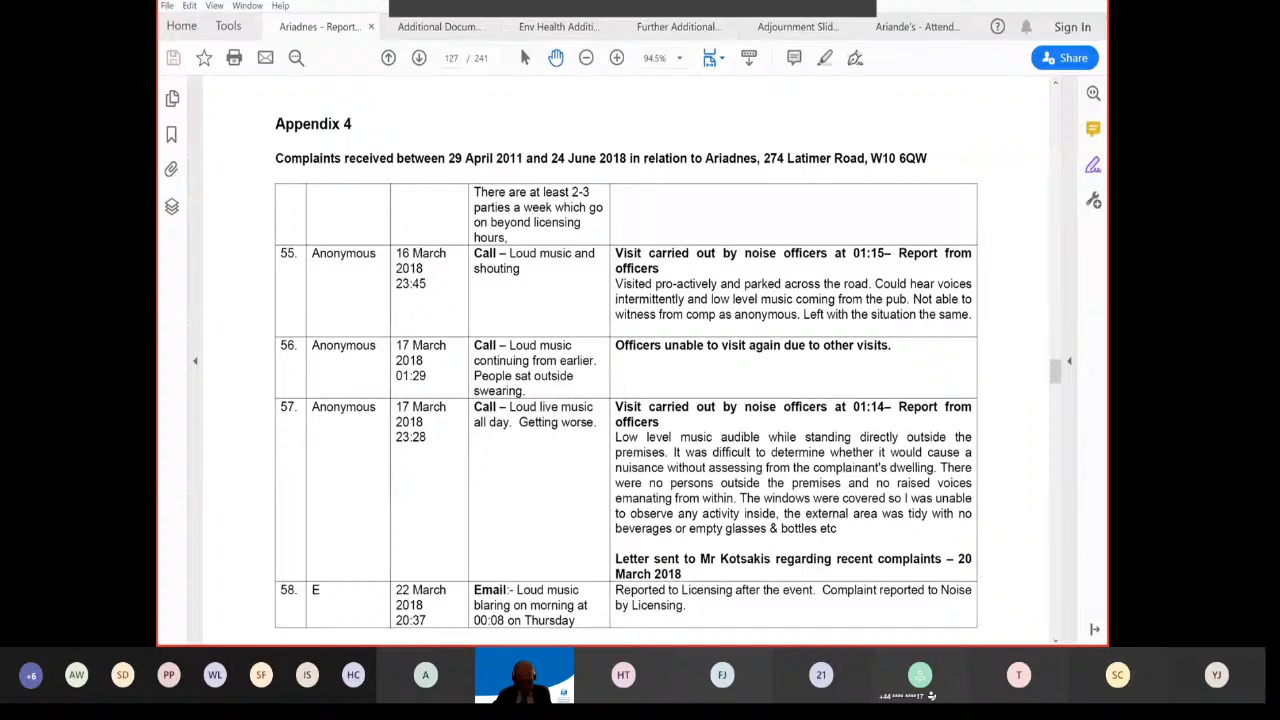 File Edit View Window Help
Home Tools Ariadnes - Report... × Additional Docum... Env Health Additi... Further Additional... Adjournment Slid... Ariande's - Attend... Sign In
127 / 241 94.5% Share
Appendix 4
Complaints received between 29 April 2011 and 24 June 2018 in relation to Ariadnes, 274 Latimer Road, W10 6QW
There are at least 2-3
parties a week which go
on beyond licensing
hours,
55. Anonymous
16 March
2018
23:45
Call – Loud music and
shouting
Visit carried out by noise officers at 01:15– Report from
officers
Visited pro-actively and parked across the road. Could hear voices
intermittently and low level music coming from the pub. Not able to
witness from comp as anonymous. Left with the situation the same.
56. Anonymous
17 March
2018
01:29
Call – Loud music
continuing from earlier.
People sat outside
swearing.
Officers unable to visit again due to other visits.
57. Anonymous
17 March
2018
23:28
Call – Loud live music
all day. Getting worse.
Visit carried out by noise officers at 01:14– Report from
officers
Low level music audible while standing directly outside the
premises. It was difficult to determine whether it would cause a
nuisance without assessing from the complainant's dwelling. There
were no persons outside the premises and no raised voices
emanating from within. The windows were covered so I was unable
to observe any activity inside, the external area was tidy with no
beverages or empty glasses & bottles etc
Letter sent to Mr Kotsakis regarding recent complaints – 20
March 2018
58. E
22 March
2018
20:37
Email:- Loud music
blaring on morning at
00:08 on Thursday
Reported to Licensing after the event. Complaint reported to Noise
by Licensing.
+6 AW SD PP WL SF IS HC A HT FJ 21 T SC YJ
+44 **** ****17